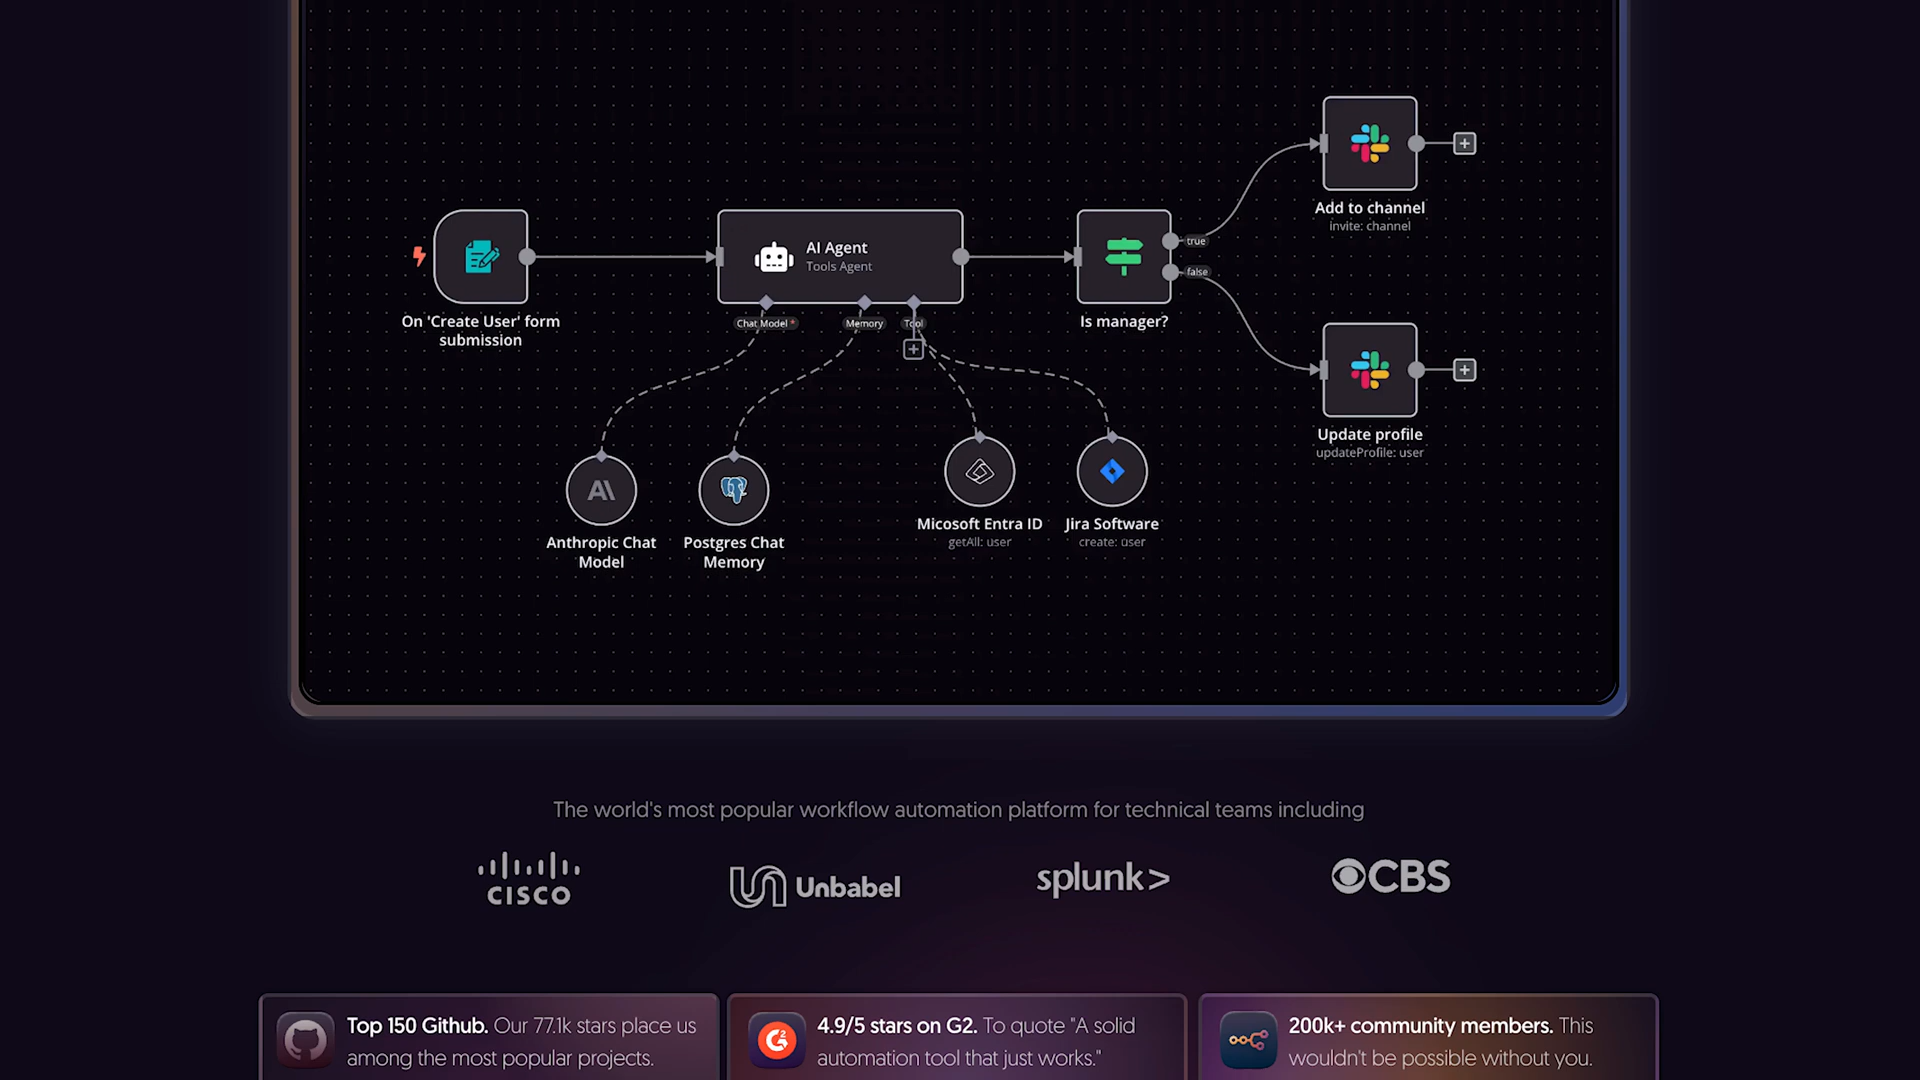 Add to channel
invite: channel
true
AI Agent
Tools Agent
false
On 'Create User' form
submission
Chat Model *
Memory
Tool
Is manager?
Update profile
updateProfile: user
Micosoft Entra ID
getAll: user
Jira Software
create: user
Anthropic Chat
Model
Postgres Chat
Memory
The world's most popular workflow automation platform for technical teams including
CISCO
Unbabel
splunk>
CBS
Top 150 Github. Our 77.1k stars place us
among the most popular projects.
4.9/5 stars on G2. To quote "A solid
automation tool that just works."
200k+ community members. This
wouldn't be possible without you.